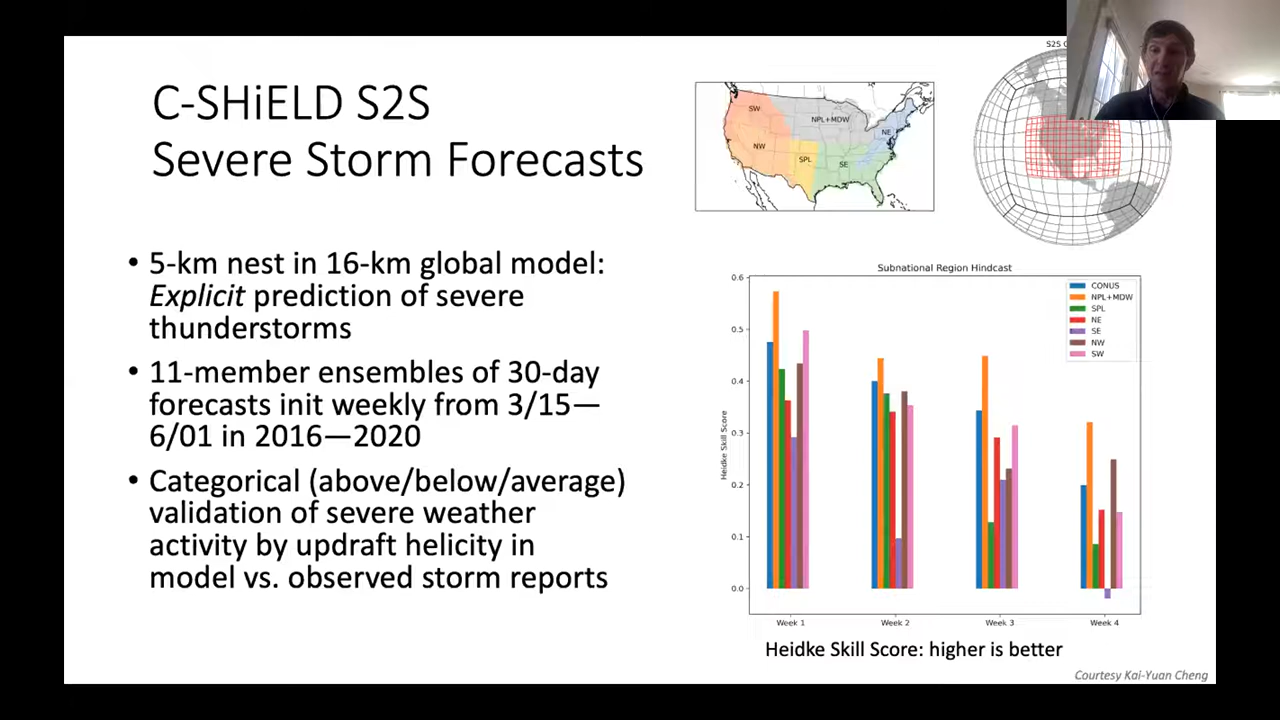 C-SHiELD S2S
Severe Storm Forecasts
• 5-km nest in 16-km global model:
Explicit prediction of severe
thunderstorms
• 11-member ensembles of 30-day
forecasts init weekly from 3/15—
6/01 in 2016—2020
• Categorical (above/below/average)
validation of severe weather
activity by updraft helicity in
model vs. observed storm reports
SW
NPL+MDW
NE
NW
SPL
SE
S2S
Subnational Region Hindcast
Heidke Skill Score
0.6
0.5
0.4
0.3
0.2
0.1
0.0
CONUS
NPL+MDW
SPL
NE
SE
NW
SW
Week 1
Week 2
Week 3
Week 4
Heidke Skill Score: higher is better
Courtesy Kai-Yuan Cheng